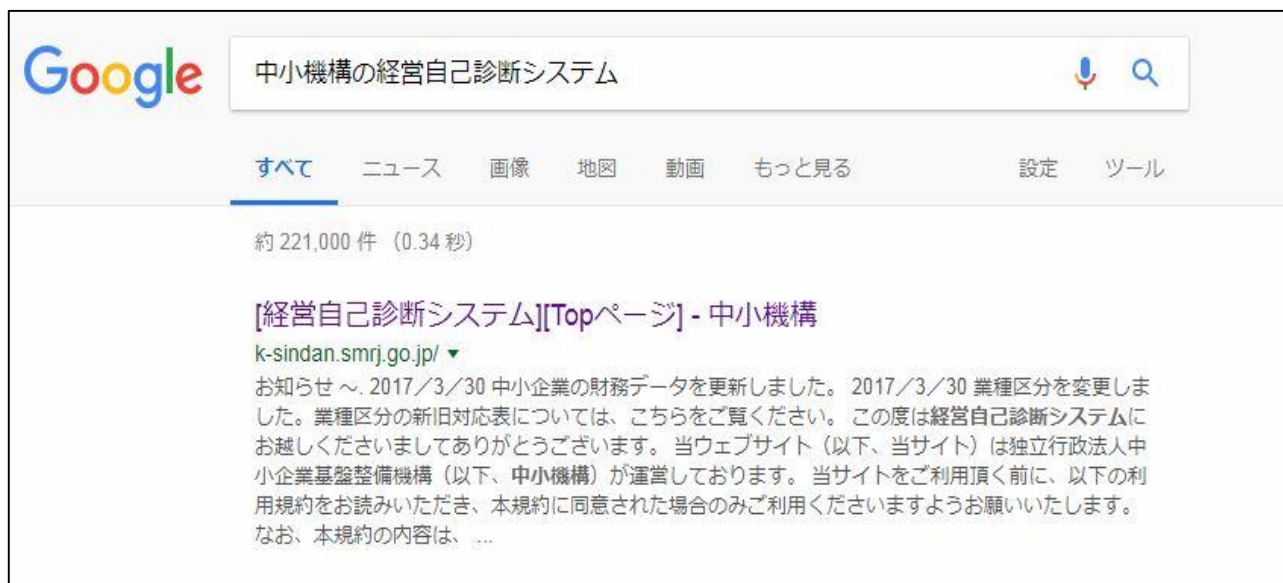 Google
中小機構の経営自己診断システム
すべて ニュース 画像 地図 動画 もっと見る 設定 ツール
約 221,000 件 （0.34 秒）
[経営自己診断システム][Topページ] - 中小機構
k-sindan.smrj.go.jp/ ▼
お知らせ ～. 2017／3／30 中小企業の財務データを更新しました。 2017／3／30 業種区分を変更しま
した。業種区分の新旧対応表については、こちらをご覧ください。 この度は経営自己診断システムに
お越しくださいましてありがとうございます。 当ウェブサイト（以下、当サイト）は独立行政法人中
小企業基盤整備機構（以下、中小機構）が運営しております。 当サイトをご利用頂く前に、以下の利
用規約をお読みいただき、本規約に同意された場合のみご利用くださいますようお願いいたします。
なお、本規約の内容は、 ...